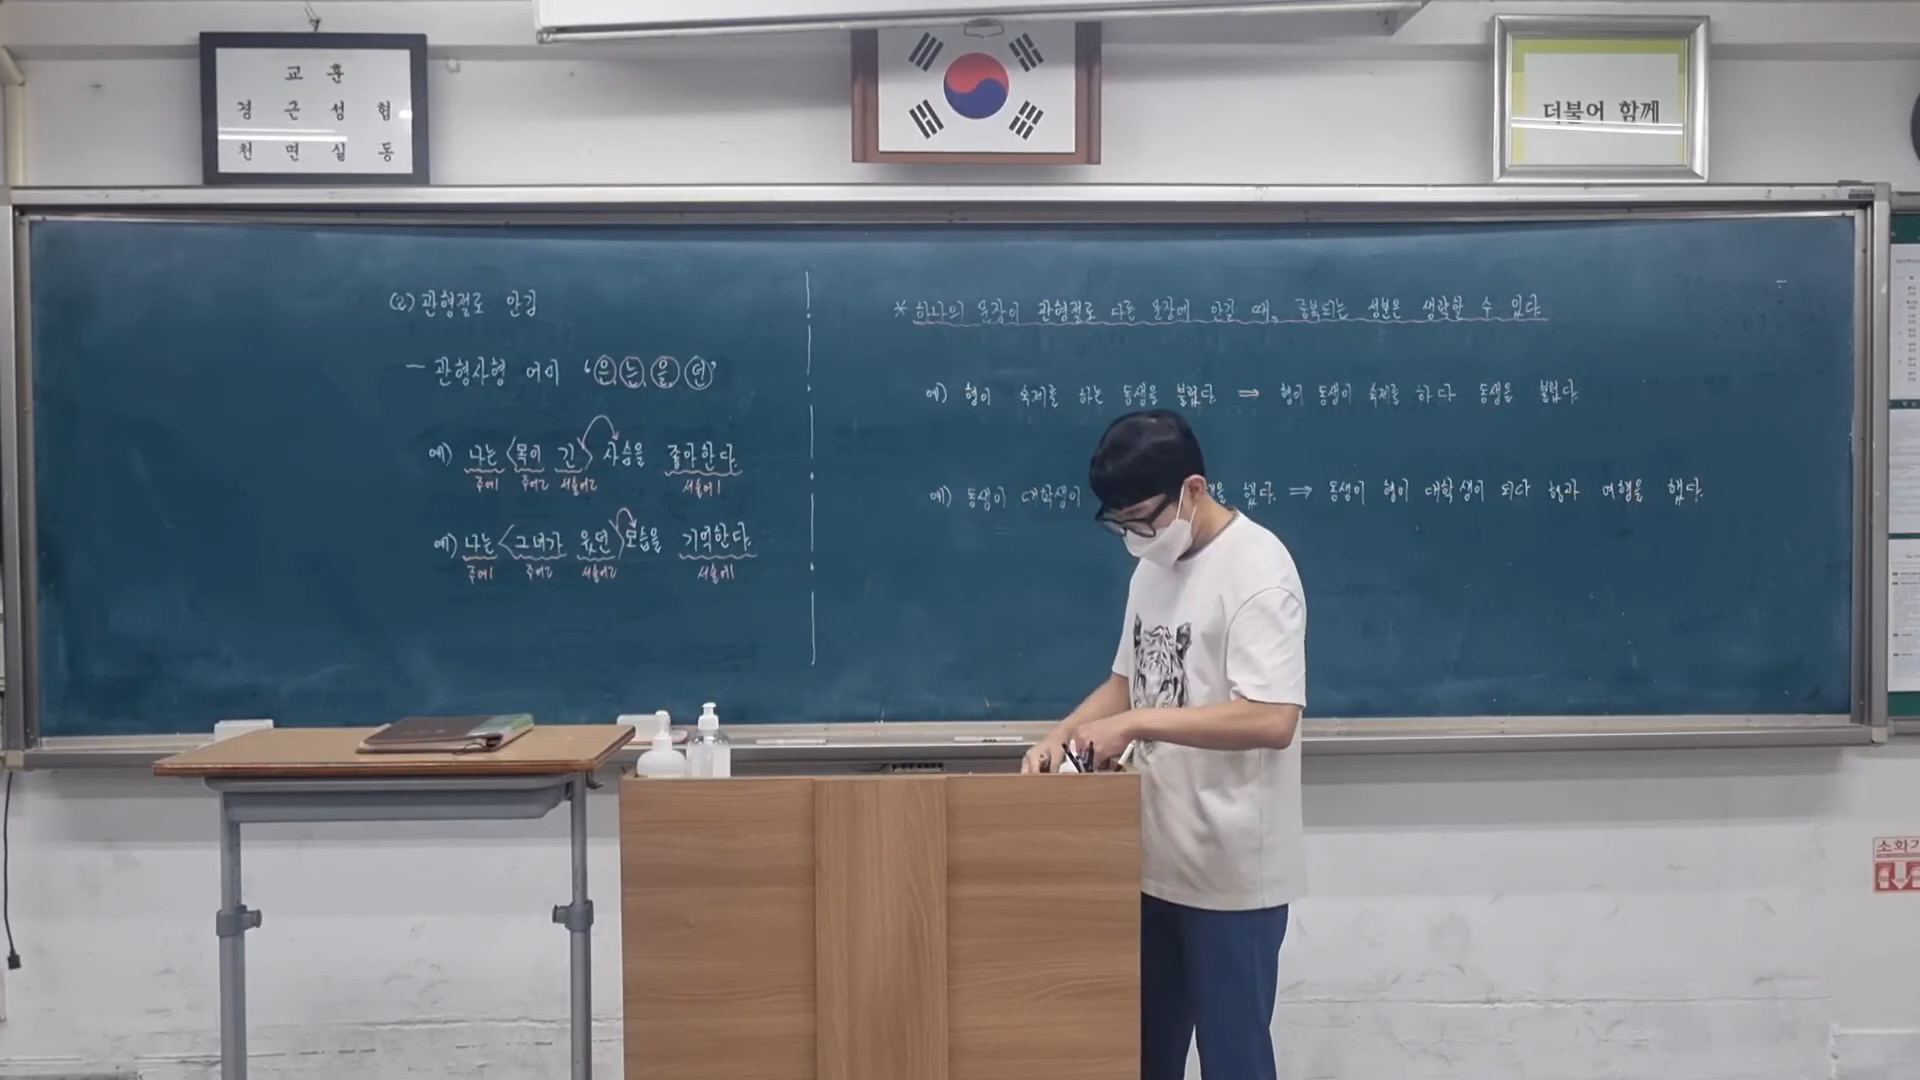 교 훈
경 근 성 협
천 면 실 동
더불어 함께
(2) 관형절로 안김
- 관형사형 어미 '은, 는, 을, 던'
예) 나는 <목이 긴> 사슴을 좋아한다.
주어1 주어2 서술어2 서술어1
예) 나는 <그녀가 웃던> 모습을 기억한다.
주어1 주어2 서술어2 서술어1
* 하나의 문장이 관형절로 다른 문장에 안길 때, 중복되는 성분은 생략할 수 있다.
예) 형이 숙제를 하는 동생을 불렀다. ⇒ 형이 동생이 숙제를 하다 동생을 불렀다.
예) 동생이 대학생이 했다. ⇒ 동생이 형이 대학생이 되다 형과 여행을 했다.
소화기